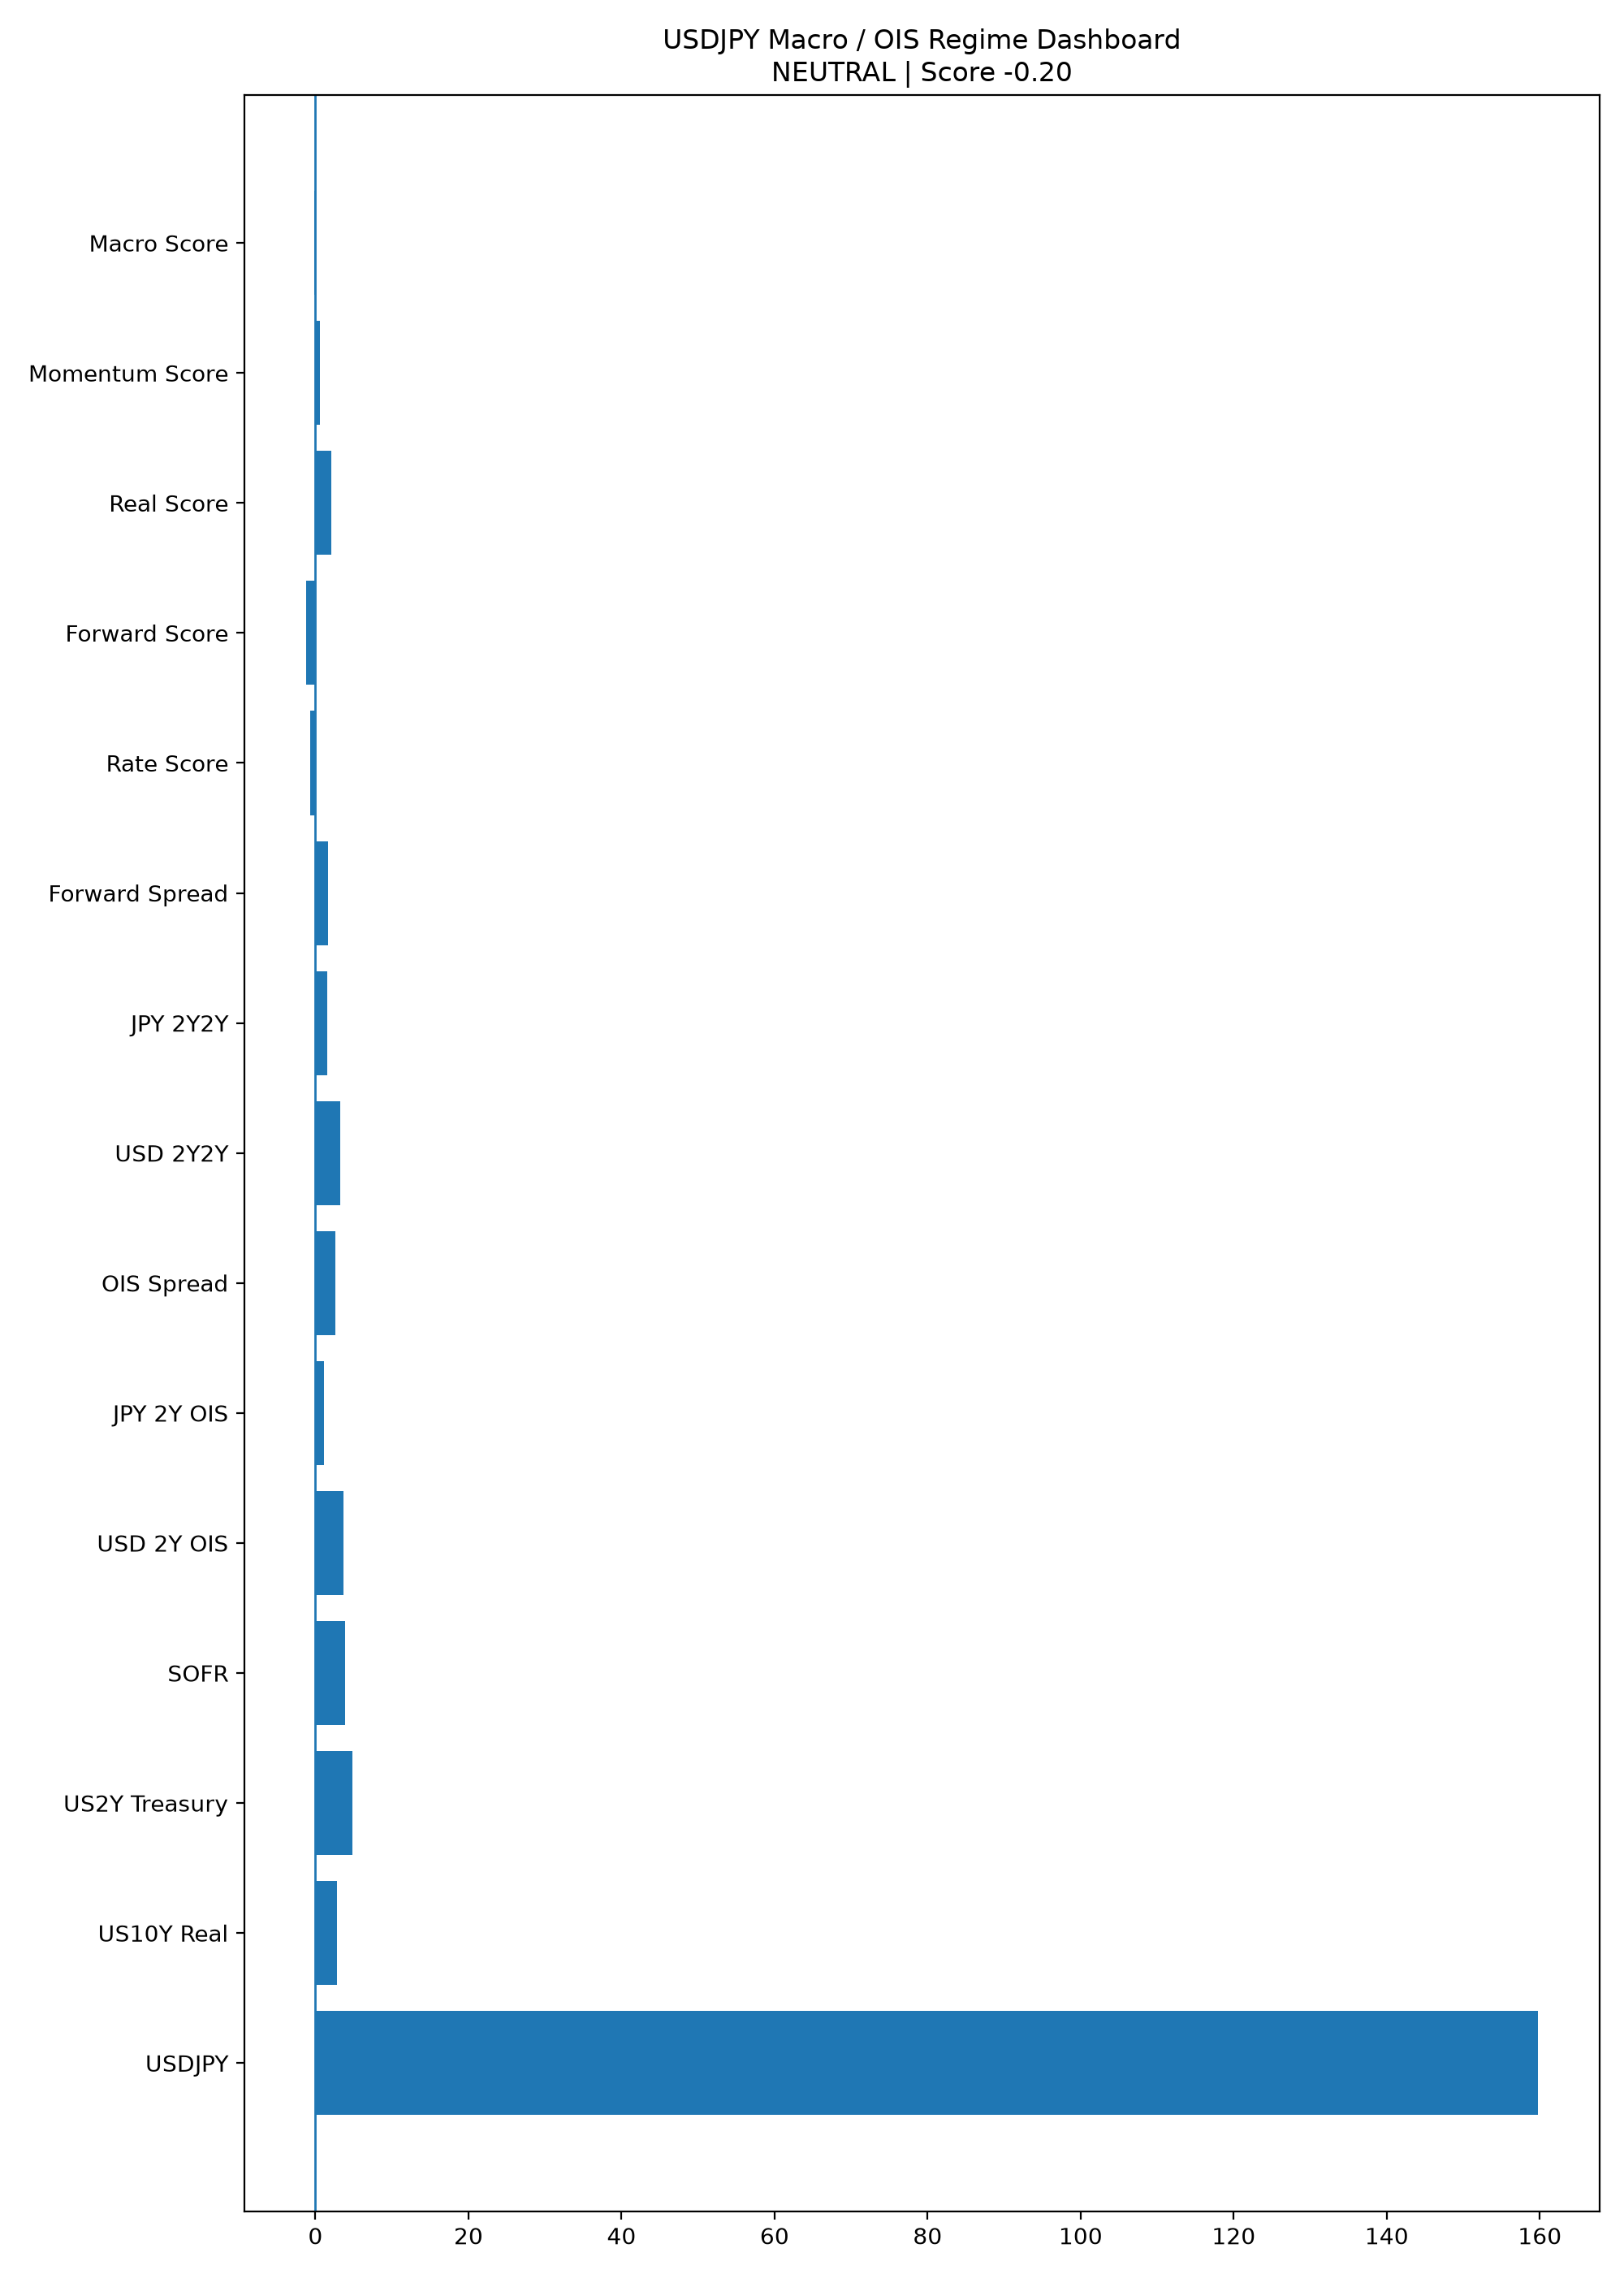 USDJPY Macro / OIS Regime Dashboard
NEUTRAL | Score -0.20
Macro Score
Momentum Score
Real Score
Forward Score
Rate Score
Forward Spread
JPY 2Y2Y
USD 2Y2Y
OIS Spread
JPY 2Y OIS
USD 2Y OIS
SOFR
US2Y Treasury
US10Y Real
USDJPY
0 20 40 60 80 100 120 140 160